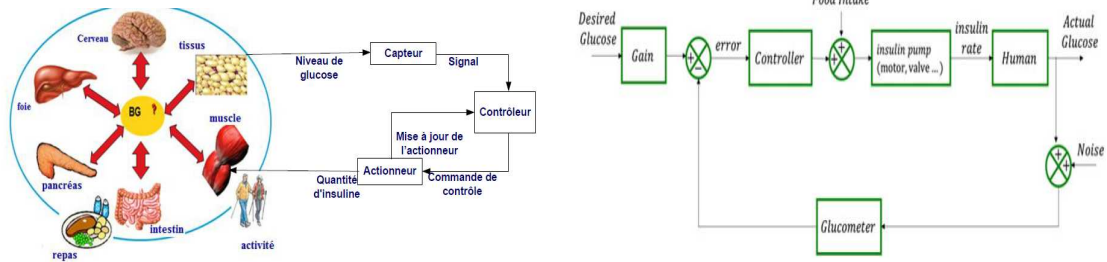 Cerveau
tissus
foie
BG
muscle
pancréas
intestin
repas
activité
Niveau de
glucose
Capteur
Signal
Contrôleur
Mise à jour de
l'actionneur
Actionneur
Quantité
d'insuline
Commande de
contrôle
Food Intake
Desired
Glucose
Gain
error
Controller
insulin pump
(motor, valve ...)
insulin
rate
Human
Actual
Glucose
Noise
Glucometer
+
+
+
−
+
+